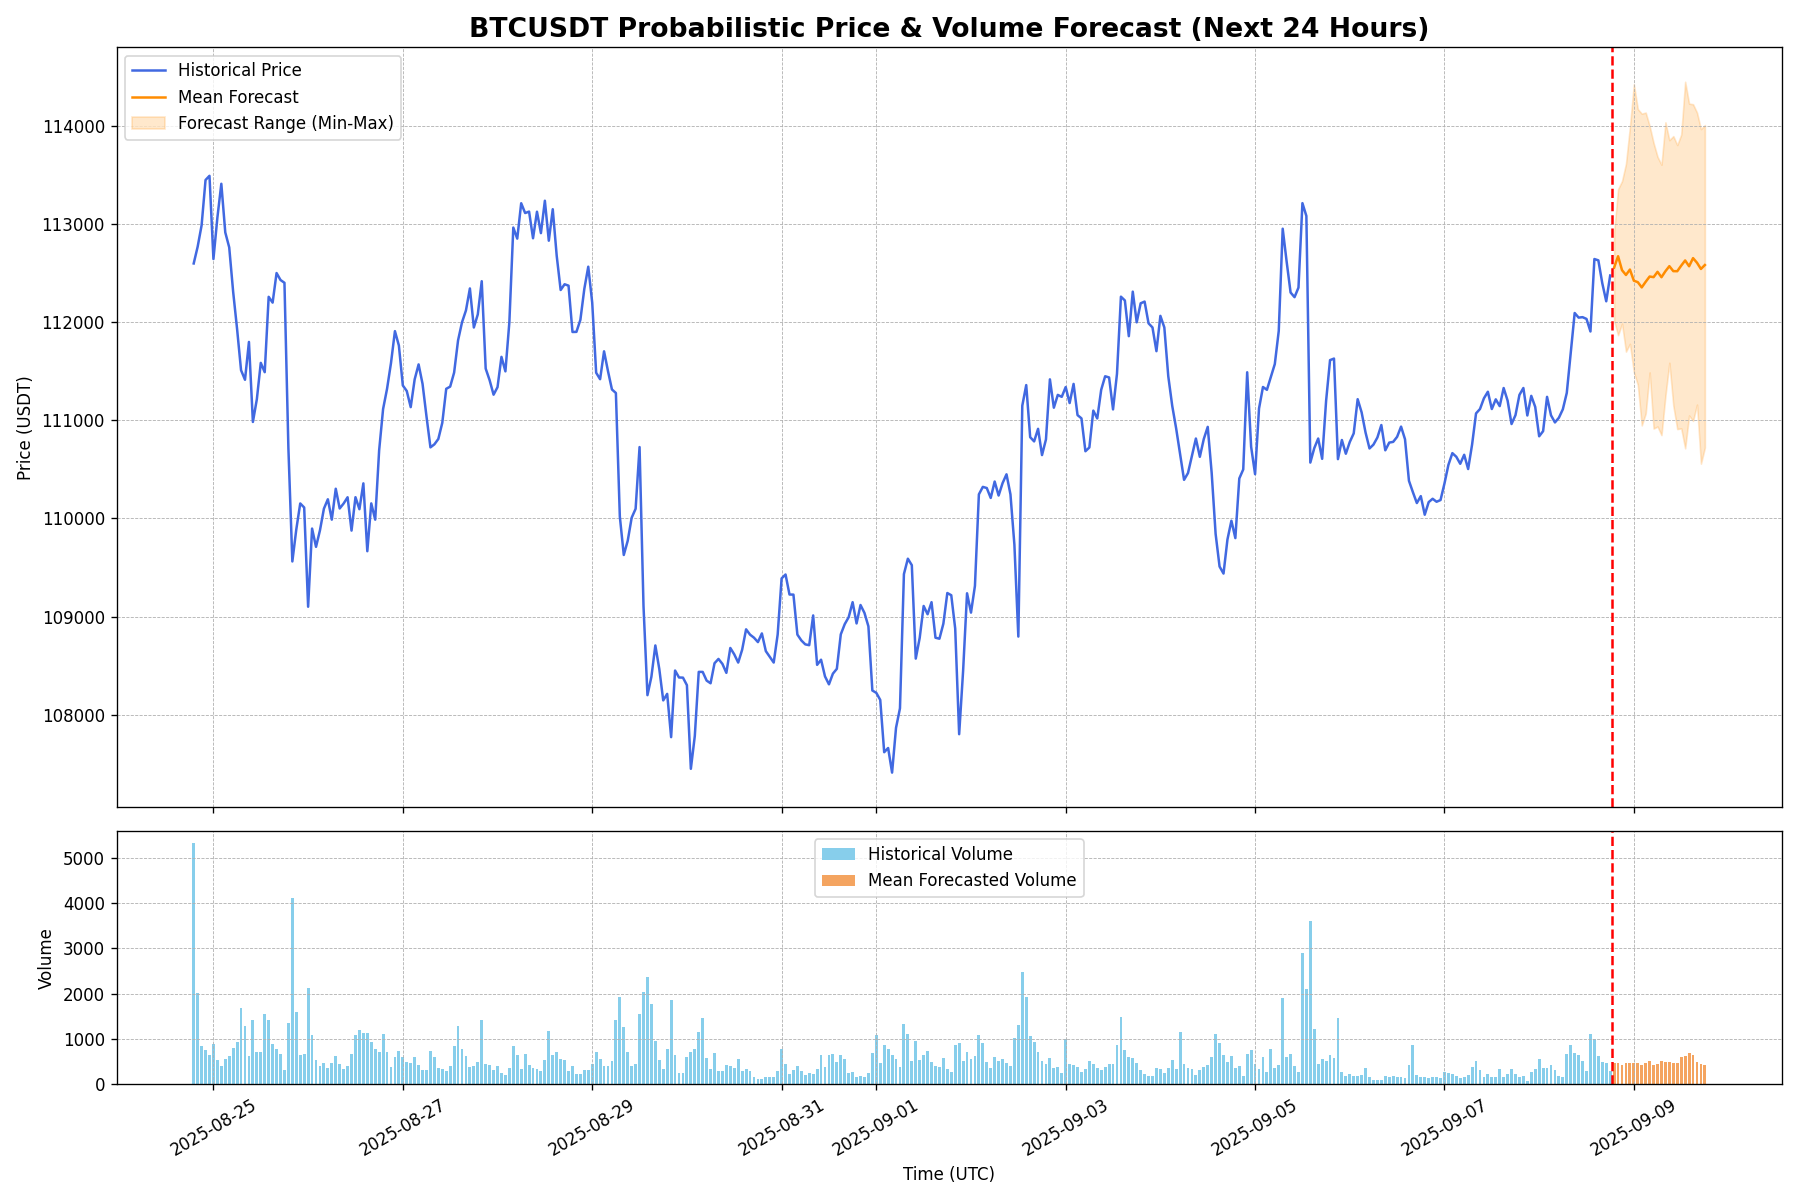 BTCUSDT Probabilistic Price & Volume Forecast (Next 24 Hours)
Historical Price
Mean Forecast
Forecast Range (Min-Max)
Price (USDT)
114000
113000
112000
111000
110000
109000
108000
Historical Volume
Mean Forecasted Volume
Volume
5000
4000
3000
2000
1000
0
2025-08-25
2025-08-27
2025-08-29
2025-08-31
2025-09-01
2025-09-03
2025-09-05
2025-09-07
2025-09-09
Time (UTC)